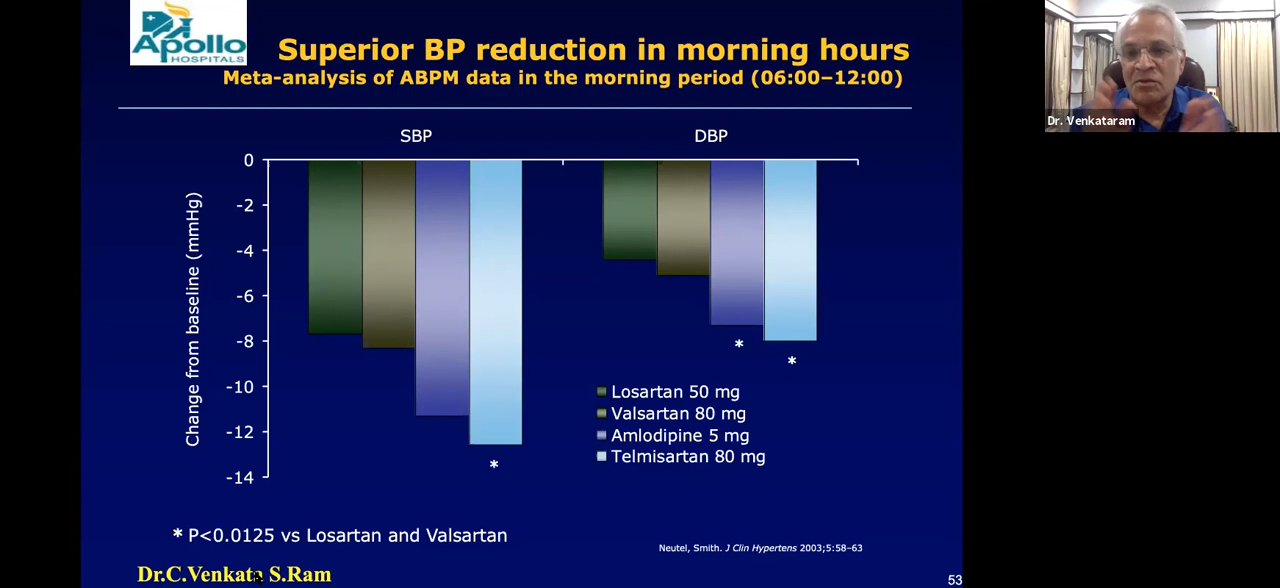 Apollo
HOSPITALS
Superior BP reduction in morning hours
Meta-analysis of ABPM data in the morning period (06:00–12:00)
Dr. Venkataram
SBP
DBP
Change from baseline (mmHg)
0
-2
-4
-6
-8
-10
-12
-14
*
*
*
Losartan 50 mg
Valsartan 80 mg
Amlodipine 5 mg
Telmisartan 80 mg
* P<0.0125 vs Losartan and Valsartan
Neutel, Smith. J Clin Hypertens 2003;5:58–63
Dr.C.Venkata S.Ram
53